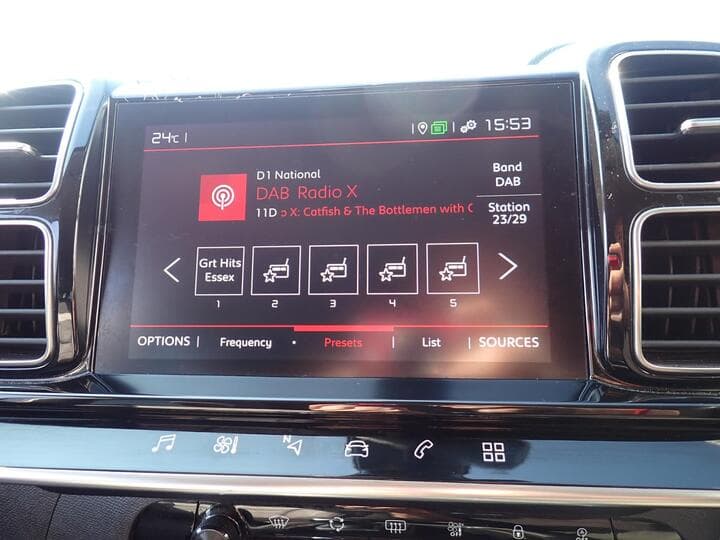 24°C
15:53
D1 National
DAB Radio X
11D ɔ X: Catfish & The Bottlemen with C
Band
DAB
Station
23/29
Grt Hits
Essex
1 2 3 4 5
OPTIONS Frequency • Presets List SOURCES
N